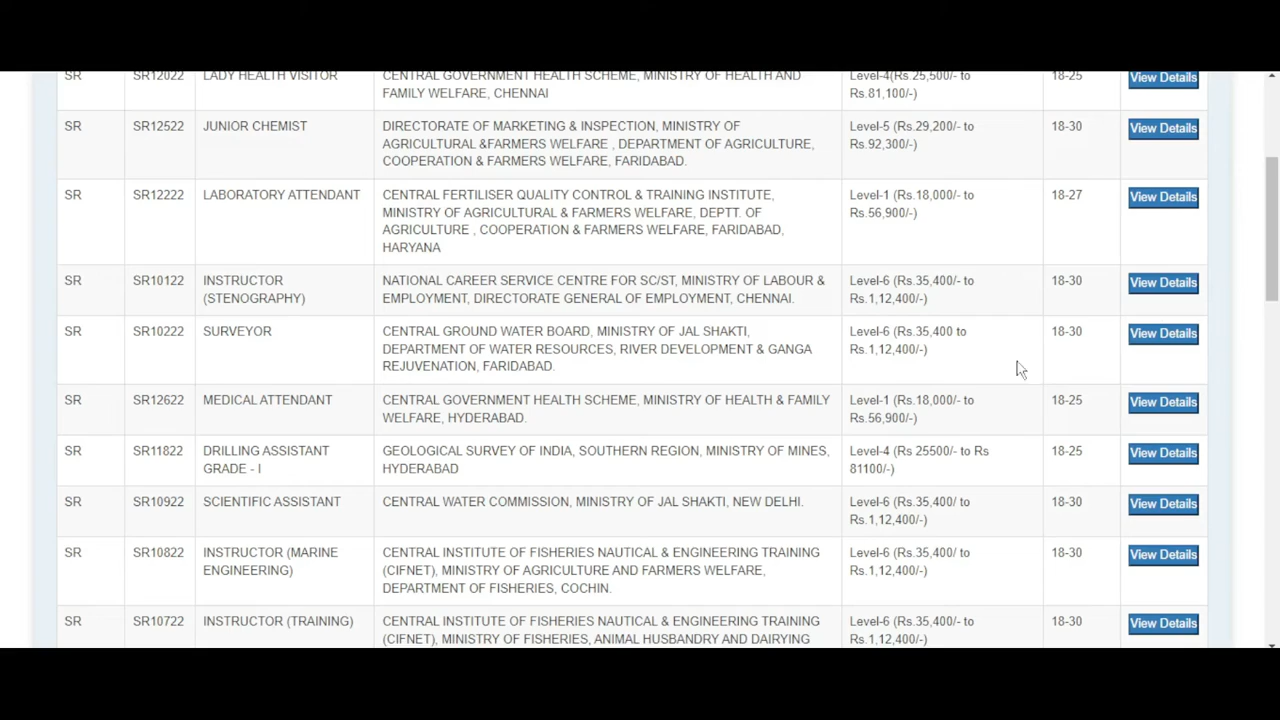 SR SR12022 LADY HEALTH VISITOR CENTRAL GOVERNMENT HEALTH SCHEME, MINISTRY OF HEALTH AND Level-4(Rs.25,500/- to 18-25 View Details
FAMILY WELFARE, CHENNAI Rs.81,100/-)
SR SR12522 JUNIOR CHEMIST DIRECTORATE OF MARKETING & INSPECTION, MINISTRY OF Level-5 (Rs.29,200/- to 18-30 View Details
AGRICULTURAL &FARMERS WELFARE , DEPARTMENT OF AGRICULTURE, Rs.92,300/-)
COOPERATION & FARMERS WELFARE, FARIDABAD.
SR SR12222 LABORATORY ATTENDANT CENTRAL FERTILISER QUALITY CONTROL & TRAINING INSTITUTE, Level-1 (Rs.18,000/- to 18-27 View Details
MINISTRY OF AGRICULTURAL & FARMERS WELFARE, DEPTT. OF Rs.56,900/-)
AGRICULTURE , COOPERATION & FARMERS WELFARE, FARIDABAD,
HARYANA
SR SR10122 INSTRUCTOR NATIONAL CAREER SERVICE CENTRE FOR SC/ST, MINISTRY OF LABOUR & Level-6 (Rs.35,400/- to 18-30 View Details
(STENOGRAPHY) EMPLOYMENT, DIRECTORATE GENERAL OF EMPLOYMENT, CHENNAI. Rs.1,12,400/-)
SR SR10222 SURVEYOR CENTRAL GROUND WATER BOARD, MINISTRY OF JAL SHAKTI, Level-6 (Rs.35,400 to 18-30 View Details
DEPARTMENT OF WATER RESOURCES, RIVER DEVELOPMENT & GANGA Rs.1,12,400/-)
REJUVENATION, FARIDABAD.
SR SR12622 MEDICAL ATTENDANT CENTRAL GOVERNMENT HEALTH SCHEME, MINISTRY OF HEALTH & FAMILY Level-1 (Rs.18,000/- to 18-25 View Details
WELFARE, HYDERABAD. Rs.56,900/-)
SR SR11822 DRILLING ASSISTANT GEOLOGICAL SURVEY OF INDIA, SOUTHERN REGION, MINISTRY OF MINES, Level-4 (Rs 25500/- to Rs 18-25 View Details
GRADE - I HYDERABAD 81100/-)
SR SR10922 SCIENTIFIC ASSISTANT CENTRAL WATER COMMISSION, MINISTRY OF JAL SHAKTI, NEW DELHI. Level-6 (Rs.35,400/ to 18-30 View Details
Rs.1,12,400/-)
SR SR10822 INSTRUCTOR (MARINE CENTRAL INSTITUTE OF FISHERIES NAUTICAL & ENGINEERING TRAINING Level-6 (Rs.35,400/ to 18-30 View Details
ENGINEERING) (CIFNET), MINISTRY OF AGRICULTURE AND FARMERS WELFARE, Rs.1,12,400/-)
DEPARTMENT OF FISHERIES, COCHIN.
SR SR10722 INSTRUCTOR (TRAINING) CENTRAL INSTITUTE OF FISHERIES NAUTICAL & ENGINEERING TRAINING Level-6 (Rs.35,400/- to 18-30 View Details
(CIFNET), MINISTRY OF FISHERIES, ANIMAL HUSBANDRY AND DAIRYING Rs.1,12,400/-)